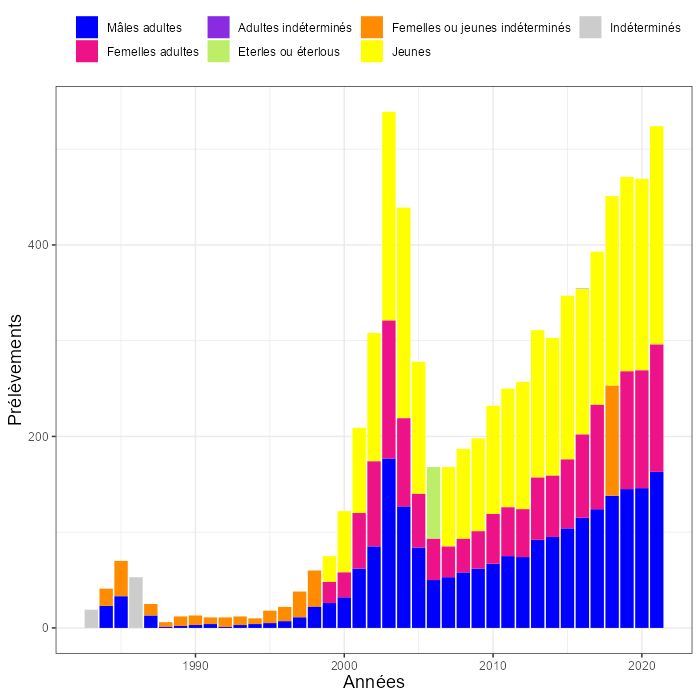 Mâles adultes Adultes indéterminés Femelles ou jeunes indéterminés Indéterminés
Femelles adultes Eterles ou éterlous Jeunes
400
200
0
Prélèvements
1990 2000 2010 2020
Années